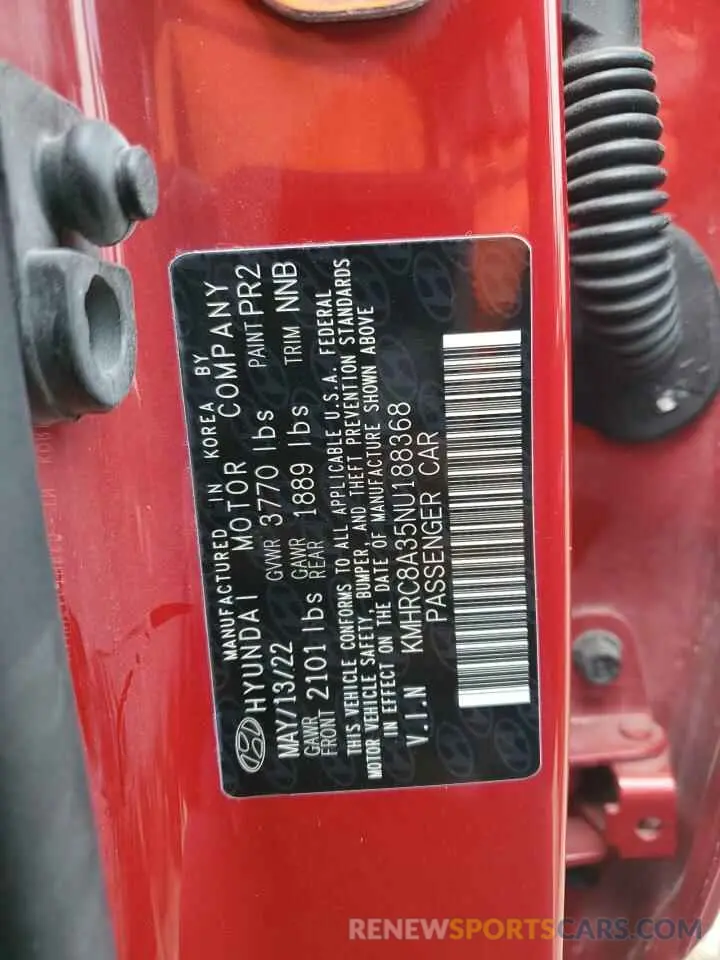 MANUFACTURED IN KOREA BY
HYUNDAI MOTOR COMPANY
MAY/13/22 GVWR 3770 lbs PAINT PR2
GAWR FRONT 2101 lbs GAWR REAR 1889 lbs TRIM NNB
THIS VEHICLE CONFORMS TO ALL APPLICABLE U.S.A. FEDERAL
MOTOR VEHICLE SAFETY, BUMPER, AND THEFT PREVENTION STANDARDS
IN EFFECT ON THE DATE OF MANUFACTURE SHOWN ABOVE
V.I.N KMHRC8A35NU188368
PASSENGER CAR
RENEWSPORTSCARS.COM